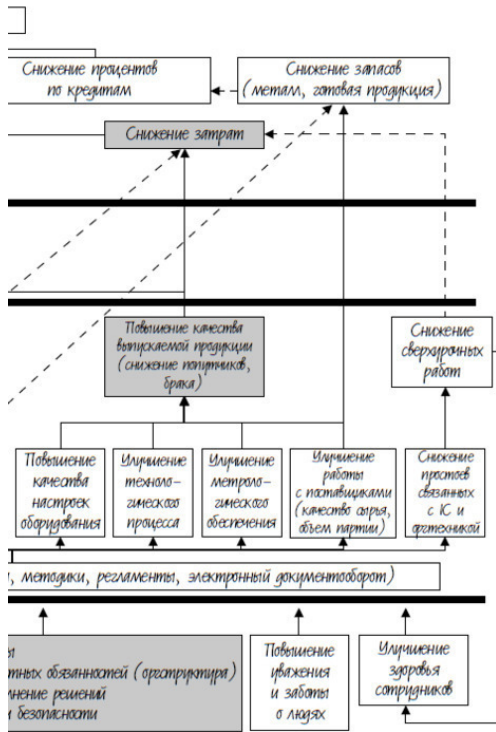 Снижение процентов
по кредитам
Снижение запасов
(металл, готовая продукция)
Снижение затрат
Повышение качества
выпускаемой продукции
(снижение попутчиков,
брака)
Снижение
сверхурочных
работ
Повышение
качества
настроек
оборудования
Улучшение
техноло-
гического
процесса
Улучшение
метроло-
гического
обеспечения
Улучшение
работы
с поставщиками
(качество сырья,
объем партии)
Снижение
простоев
связанных
с IC и
оргтехникой
, методики, регламенты, электронный документооборот)
тных обязанностей (оргструктура)
лнение решений
и безопасности
Повышение
уважения
и заботы
о людях
Улучшение
здоровья
сотрудников